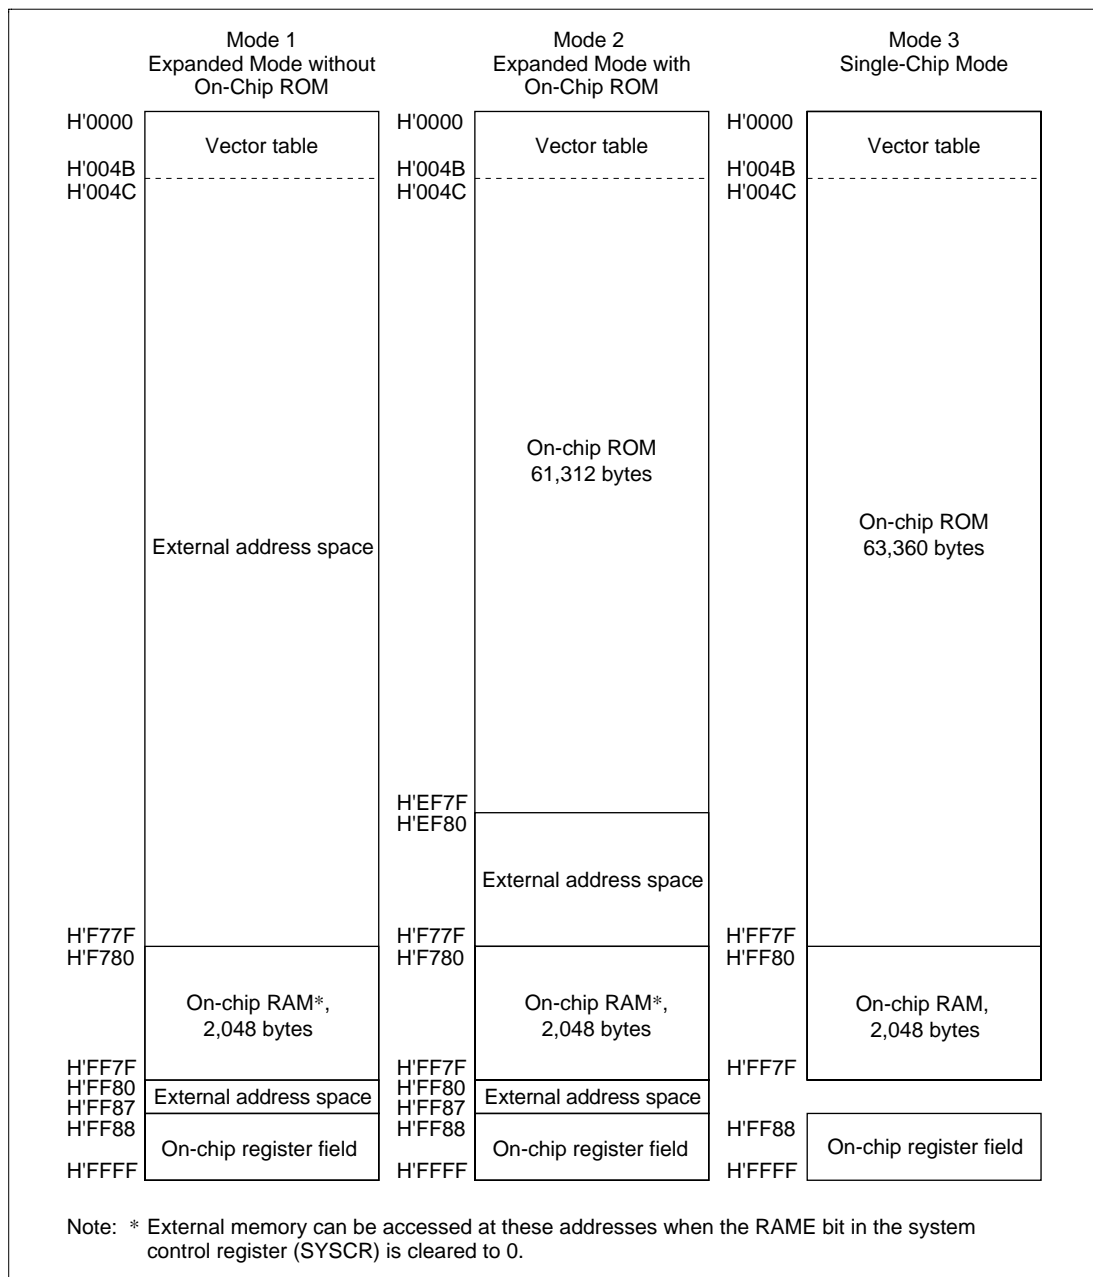 Mode 1
Expanded Mode without
On-Chip ROM
H'0000
Vector table
H'004B
H'004C
External address space
H'F77F
H'F780
On-chip RAM*,
2,048 bytes
H'FF7F
H'FF80
External address space
H'FF87
H'FF88
On-chip register field
H'FFFF
Mode 2
Expanded Mode with
On-Chip ROM
H'0000
Vector table
H'004B
H'004C
On-chip ROM
61,312 bytes
H'EF7F
H'EF80
External address space
H'F77F
H'F780
On-chip RAM*,
2,048 bytes
H'FF7F
H'FF80
External address space
H'FF87
H'FF88
On-chip register field
H'FFFF
Mode 3
Single-Chip Mode
H'0000
Vector table
H'004B
H'004C
On-chip ROM
63,360 bytes
H'FF7F
H'FF80
On-chip RAM,
2,048 bytes
H'FF7F
H'FF88
On-chip register field
H'FFFF
Note: * External memory can be accessed at these addresses when the RAME bit in the system
control register (SYSCR) is cleared to 0.